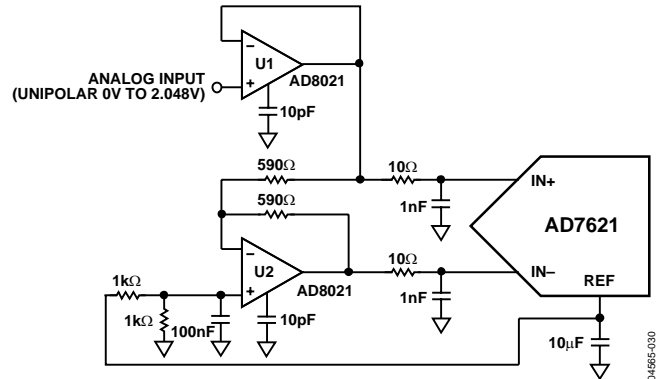 U1
ANALOG INPUT
(UNIPOLAR 0V TO 2.048V)
AD8021
10pF
590Ω
10Ω
IN+
590Ω
1nF
AD7621
U2
10Ω
IN–
1kΩ
AD8021
REF
1kΩ
100nF
10pF
1nF
10µF
04565-030